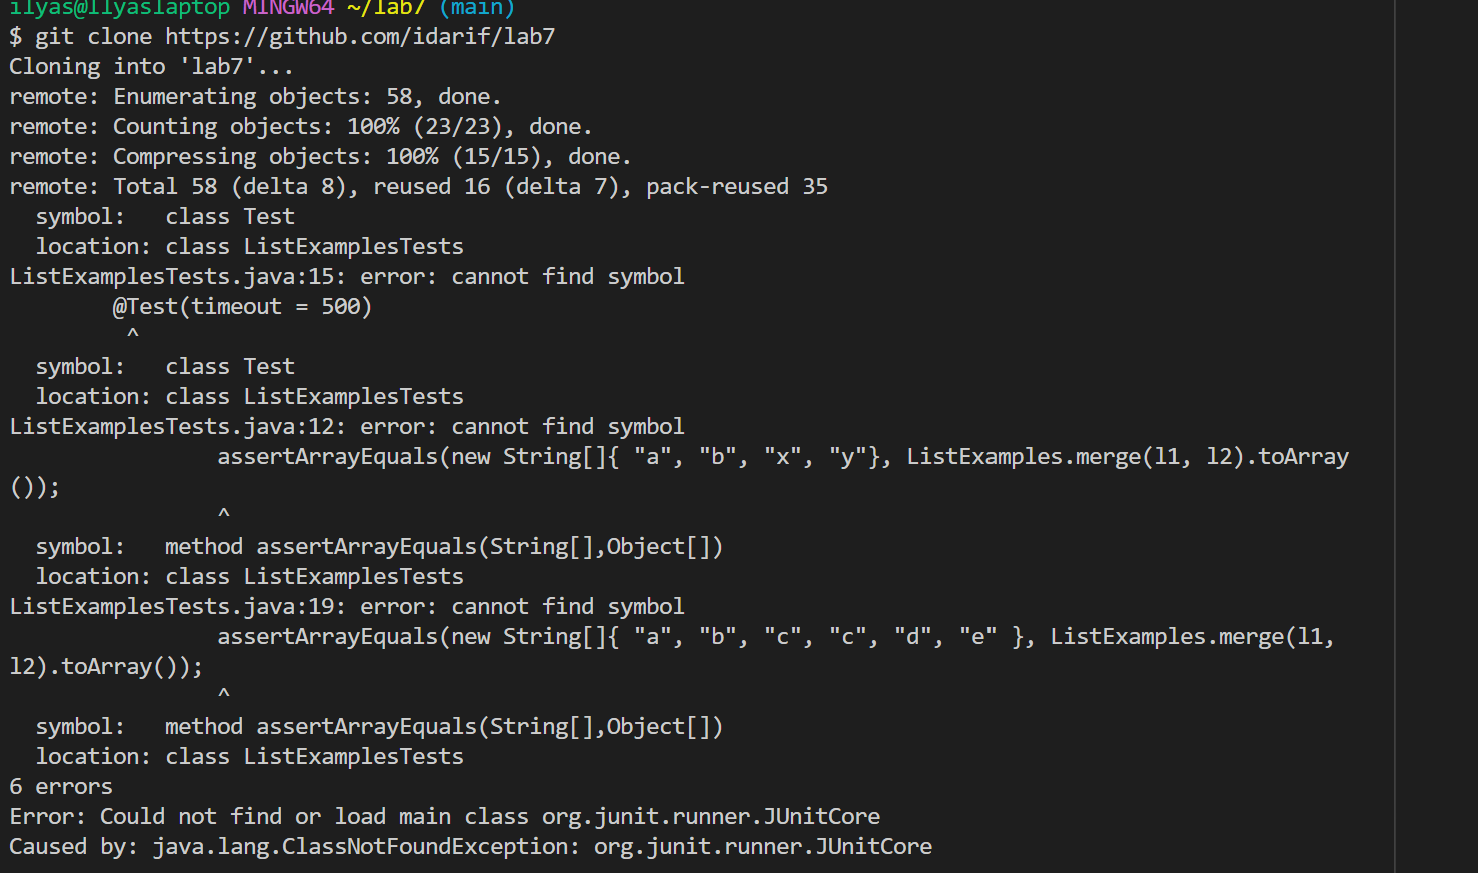 ilyas@Ilyaslaptop MINGW64 ~/lab7 (main)
$ git clone https://github.com/idarif/lab7
Cloning into 'lab7'...
remote: Enumerating objects: 58, done.
remote: Counting objects: 100% (23/23), done.
remote: Compressing objects: 100% (15/15), done.
remote: Total 58 (delta 8), reused 16 (delta 7), pack-reused 35
  symbol:   class Test
  location: class ListExamplesTests
ListExamplesTests.java:15: error: cannot find symbol
        @Test(timeout = 500)
         ^
  symbol:   class Test
  location: class ListExamplesTests
ListExamplesTests.java:12: error: cannot find symbol
                assertArrayEquals(new String[]{ "a", "b", "x", "y"}, ListExamples.merge(l1, l2).toArray
());
                ^
  symbol:   method assertArrayEquals(String[],Object[])
  location: class ListExamplesTests
ListExamplesTests.java:19: error: cannot find symbol
                assertArrayEquals(new String[]{ "a", "b", "c", "c", "d", "e" }, ListExamples.merge(l1,
l2).toArray());
                ^
  symbol:   method assertArrayEquals(String[],Object[])
  location: class ListExamplesTests
6 errors
Error: Could not find or load main class org.junit.runner.JUnitCore
Caused by: java.lang.ClassNotFoundException: org.junit.runner.JUnitCore